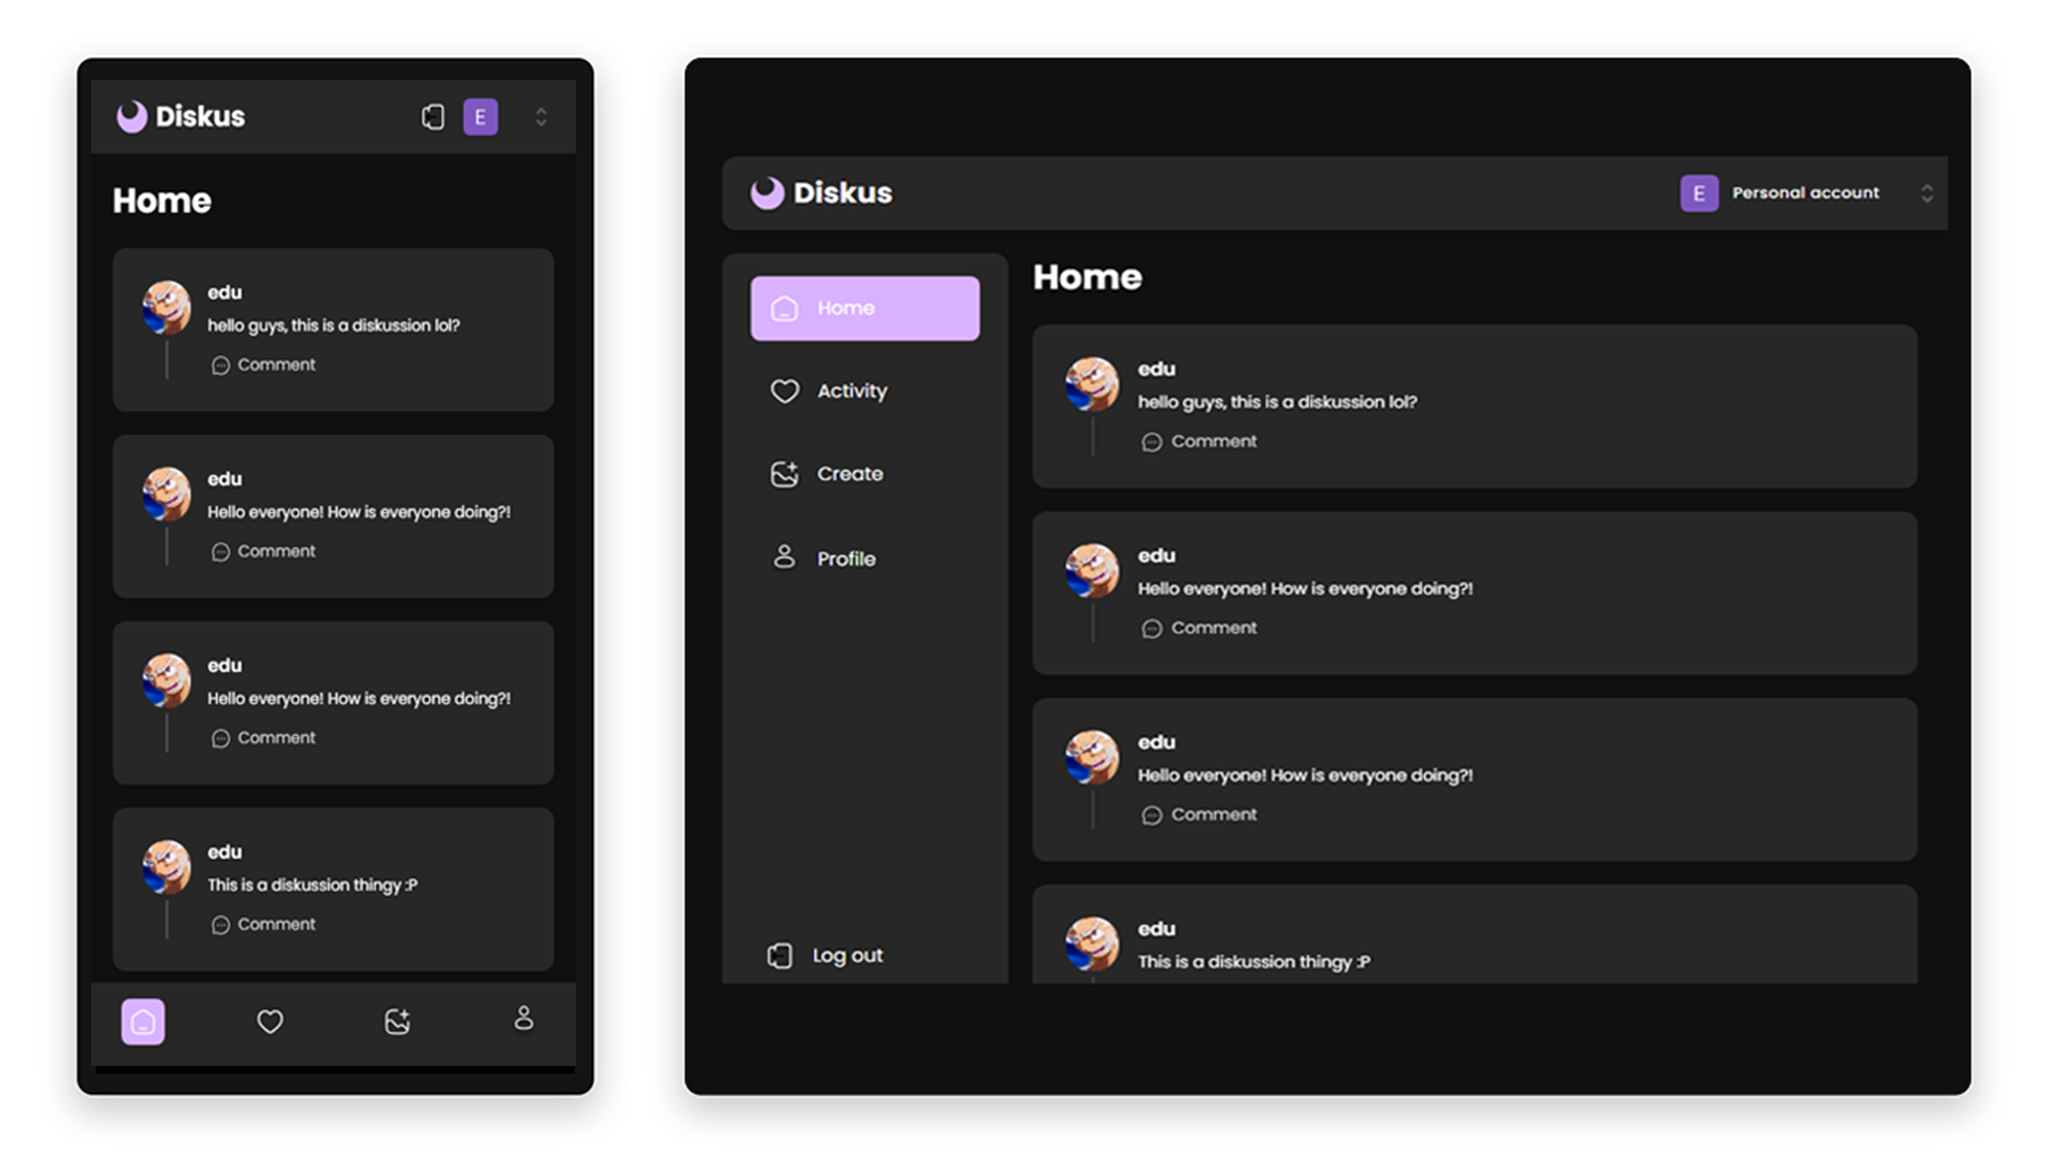 Diskus
E
Home
edu
hello guys, this is a diskussion lol?
Comment
edu
Hello everyone! How is everyone doing?!
Comment
edu
Hello everyone! How is everyone doing?!
Comment
edu
This is a diskussion thingy :P
Comment
Diskus
E Personal account
Home
Activity
Create
Profile
Log out
Home
edu
hello guys, this is a diskussion lol?
Comment
edu
Hello everyone! How is everyone doing?!
Comment
edu
Hello everyone! How is everyone doing?!
Comment
edu
This is a diskussion thingy :P